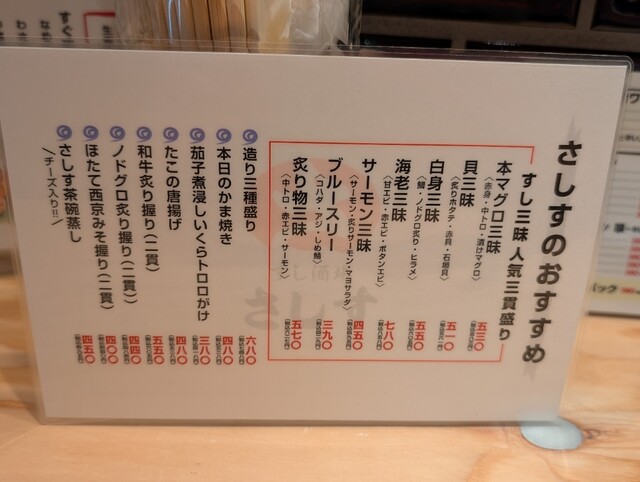 さしすのおすすめ
すし三昧 人気三貫盛り
本マグロ三昧
(赤身・中トロ・漬けマグロ)
五三〇
貝三昧
(炙りホタテ・赤貝・石垣貝)
五一〇
白身三昧
(鯛・ノドグロ炙り・ヒラメ)
五五〇
海老三昧
(甘エビ・赤エビ・ボタンエビ)
七八〇
サーモン三昧
(サーモン・炙りサーモン・マヨサラダ)
四五〇
ブルースリー
(コハダ・アジ・しめ鯖)
三九〇
炙り物三昧
(中トロ・赤エビ・サーモン)
五七〇
造り三種盛り
六八〇
本日のかま焼き
四八〇
茄子煮浸しいくらトロロがけ
三八〇
たこの唐揚げ
四八〇
和牛炙り握り(二貫)
五五〇
ノドグロ炙り握り(二貫)
四四〇
ほたて西京みそ握り(二貫)
四〇〇
さしす茶碗蒸し
四五〇
\チーズ入り!!/
さしす